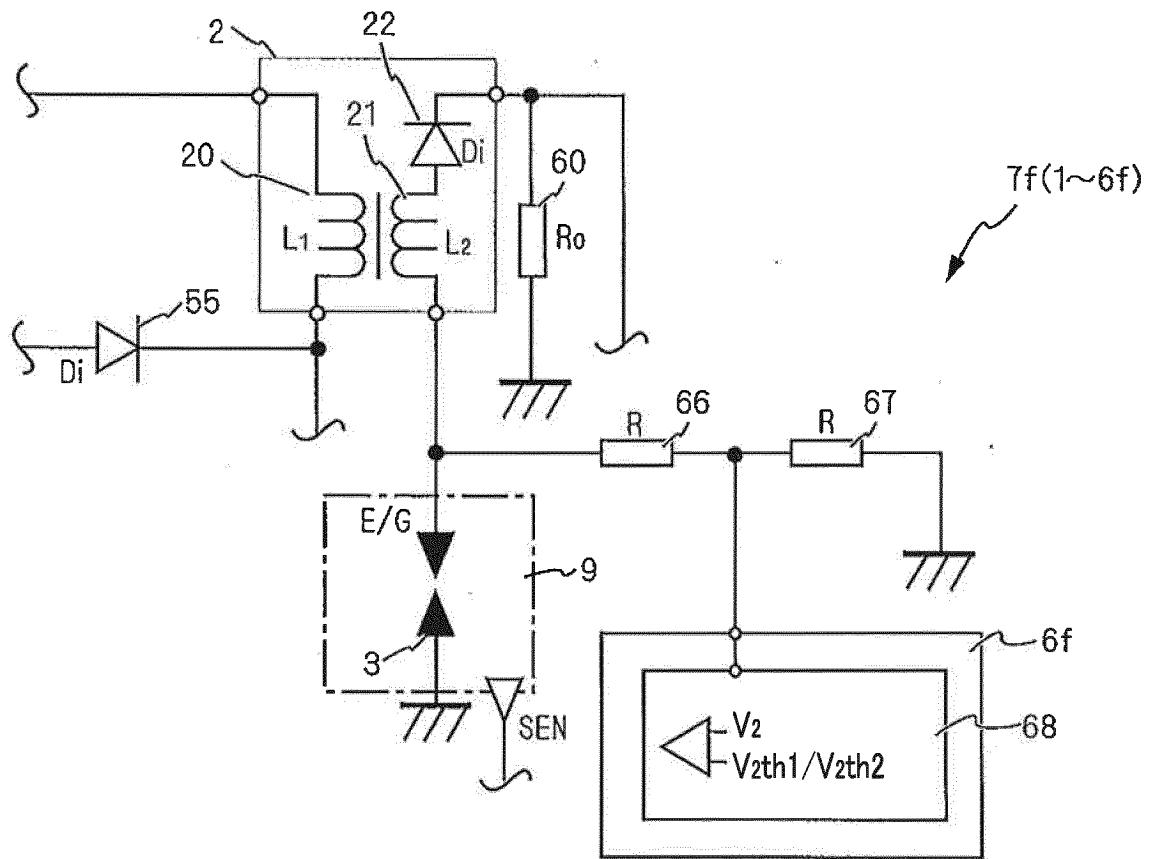 2
22
21
Di
20
60
7f(1~6f)
L1
L2
Ro
55
Di
66
67
R
R
E/G
9
3
6f
SEN
V2
68
V2th1/V2th2